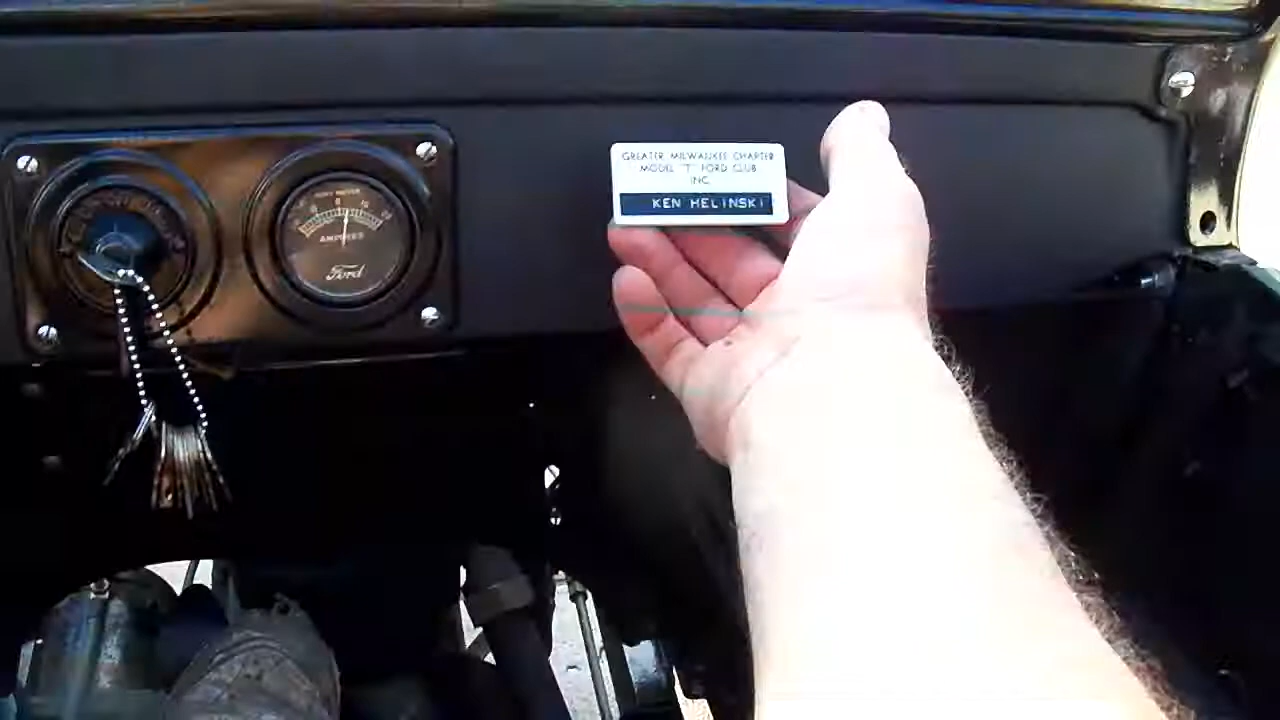 GREATER MILWAUKEE CHARTER
MODEL "T" FORD CLUB
INC.
KEN HELINSKI
AMPERES
Ford